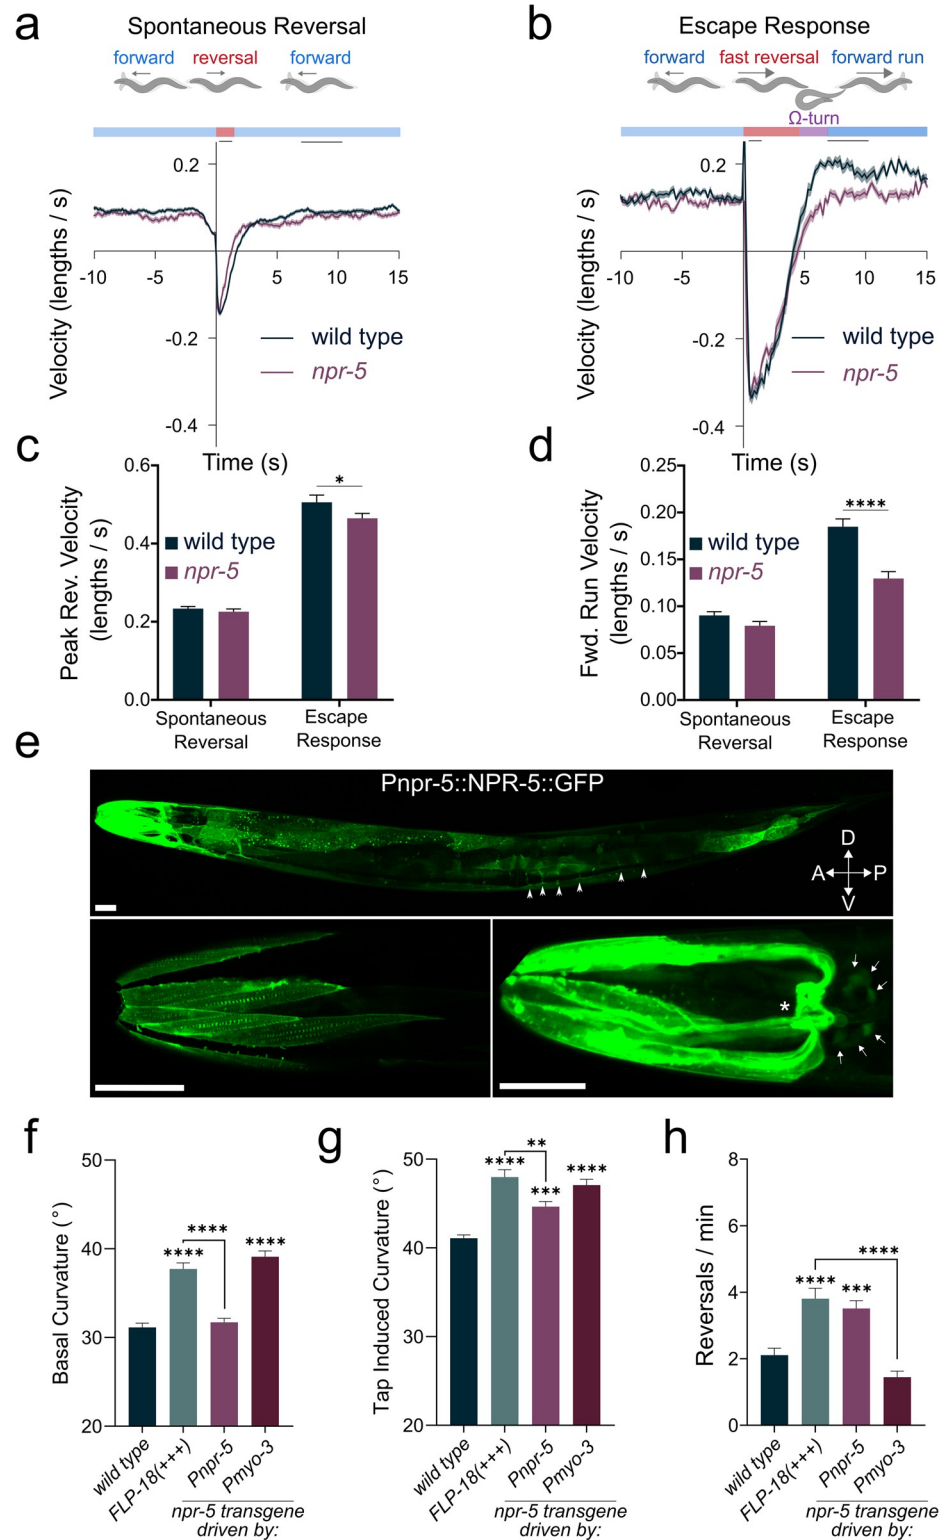 a
Spontaneous Reversal
forward
reversal
forward
0.2
-10
-5
5
10
15
-0.2
-0.4
Velocity (lengths / s)
wild type
npr-5
Time (s)
b
Escape Response
forward
fast reversal
forward run
Ω-turn
0.2
-10
-5
5
10
15
-0.2
-0.4
Velocity (lengths / s)
wild type
npr-5
Time (s)
c
Peak Rev. Velocity
(lengths / s)
0.6
0.4
0.2
0.0
*
wild type
npr-5
Spontaneous
Reversal
Escape
Response
d
Fwd. Run Velocity
(lengths / s)
0.25
0.20
0.15
0.10
0.05
0.00
****
wild type
npr-5
Spontaneous
Reversal
Escape
Response
e
Pnpr-5::NPR-5::GFP
D
A
P
V
*
f
Basal Curvature (°)
50
40
30
20
****
****
****
wild type
FLP-18(+++)
Pnpr-5
Pmyo-3
npr-5 transgene
driven by:
g
Tap Induced Curvature (°)
50
40
30
20
**
****
***
****
wild type
FLP-18(+++)
Pnpr-5
Pmyo-3
npr-5 transgene
driven by:
h
Reversals / min
8
6
4
2
0
****
****
***
wild type
FLP-18(+++)
Pnpr-5
Pmyo-3
npr-5 transgene
driven by: